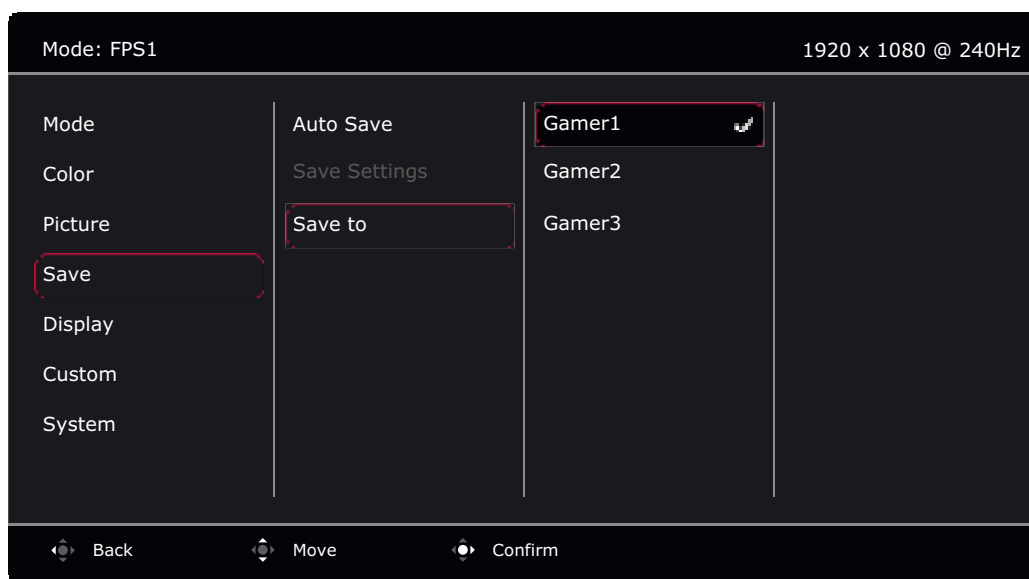 Mode: FPS1
1920 x 1080 @ 240Hz
Mode
Color
Picture
Save
Display
Custom
System
Auto Save
Save Settings
Save to
Gamer1
Gamer2
Gamer3
Back
Move
Confirm